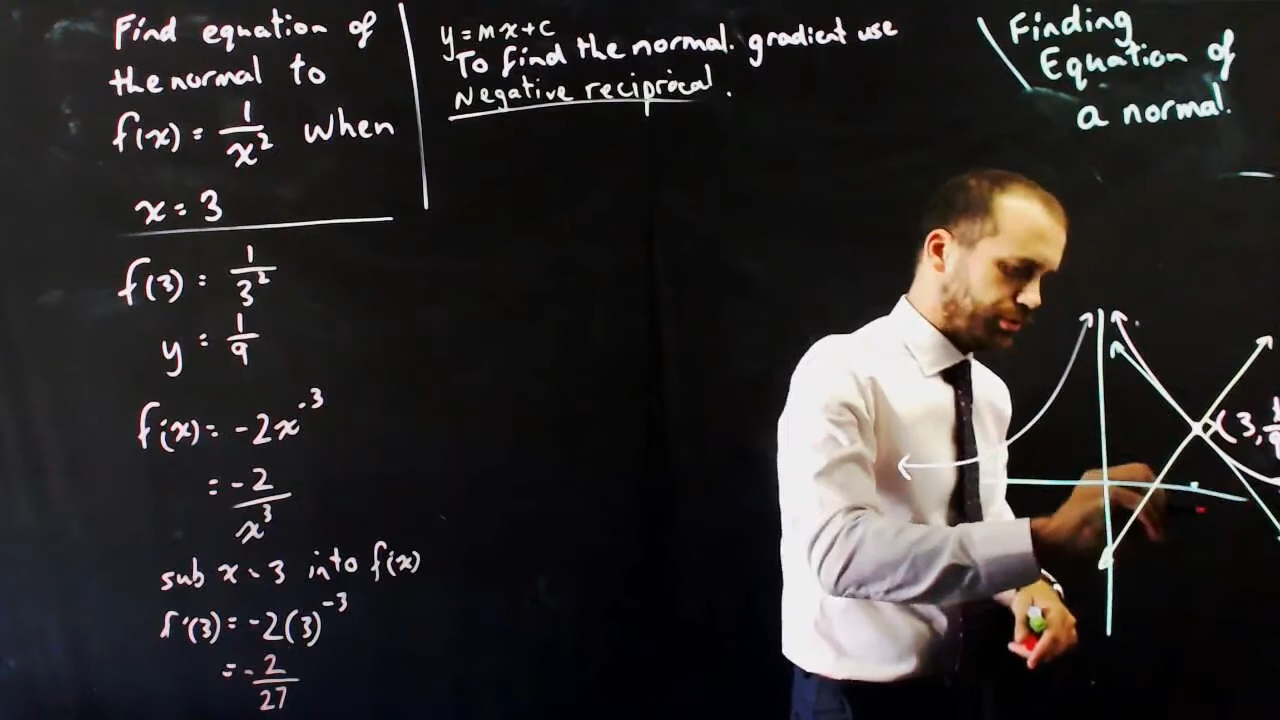 Find equation of
the normal to
f(x) = 1/x² when
x = 3
f(3) = 1/3²
y = 1/9
f'(x) = -2x⁻³
= -2/x³
sub x = 3 into f'(x)
f'(3) = -2(3)⁻³
= -2/27
y = mx + c
To find the normal. gradient use
Negative reciprocal.
Finding
Equation of
a normal.
(3, 1/9